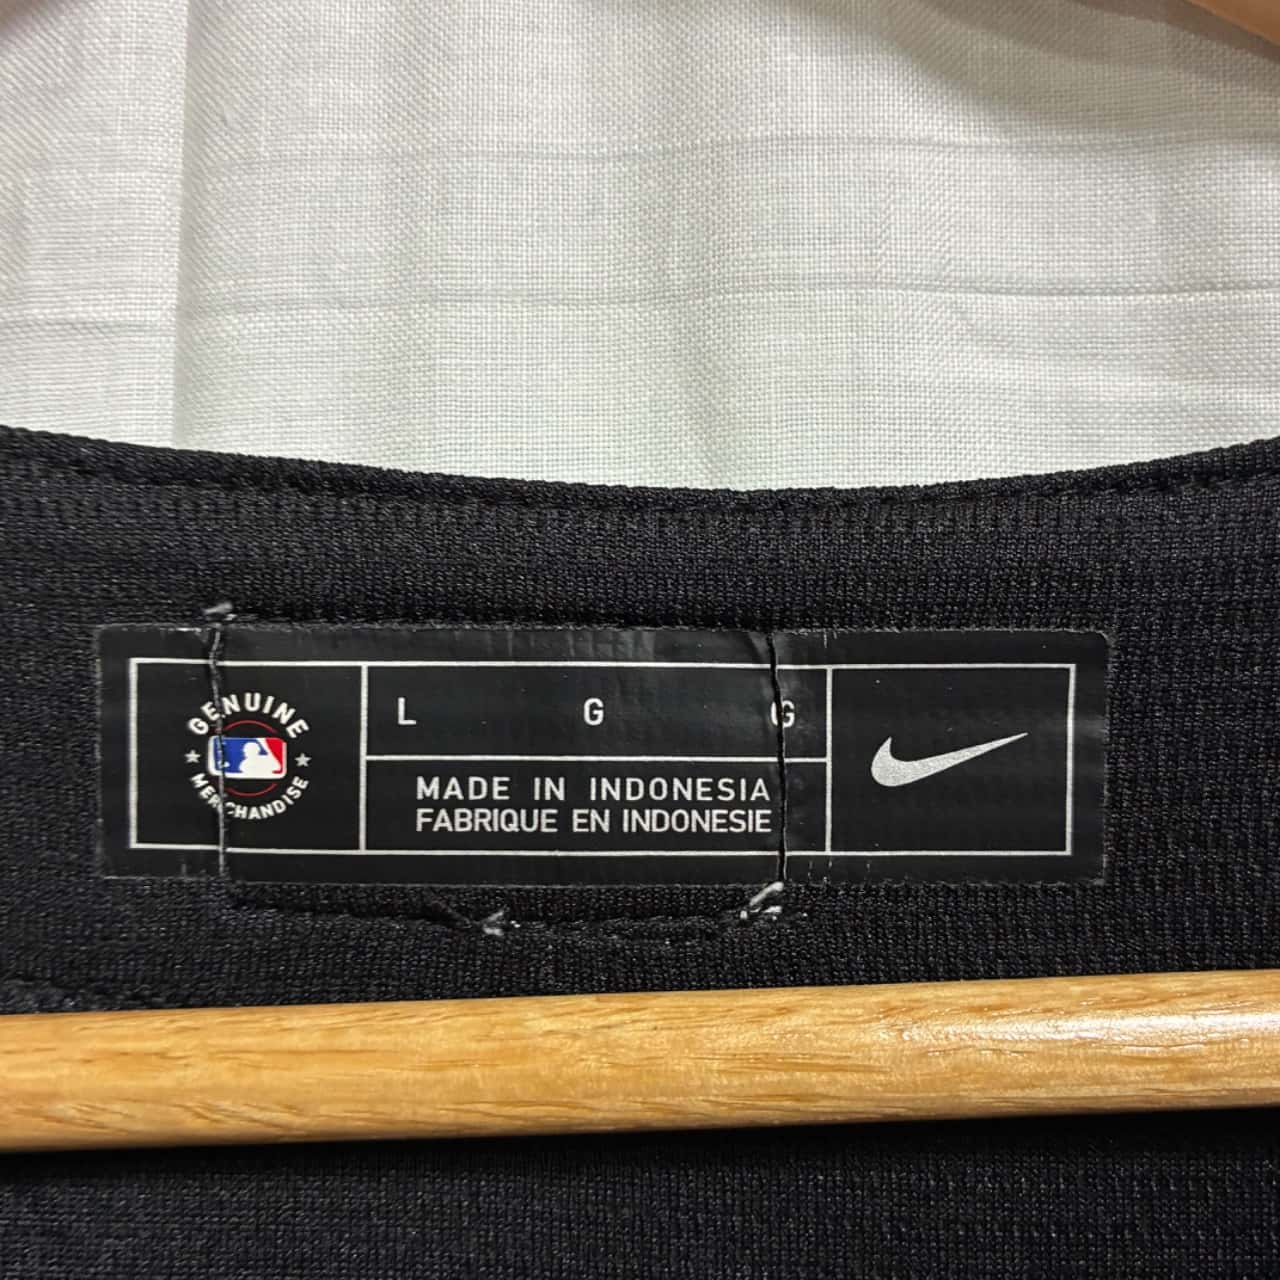 GENUINE
MERCHANDISE
L G G
MADE IN INDONESIA
FABRIQUE EN INDONESIE